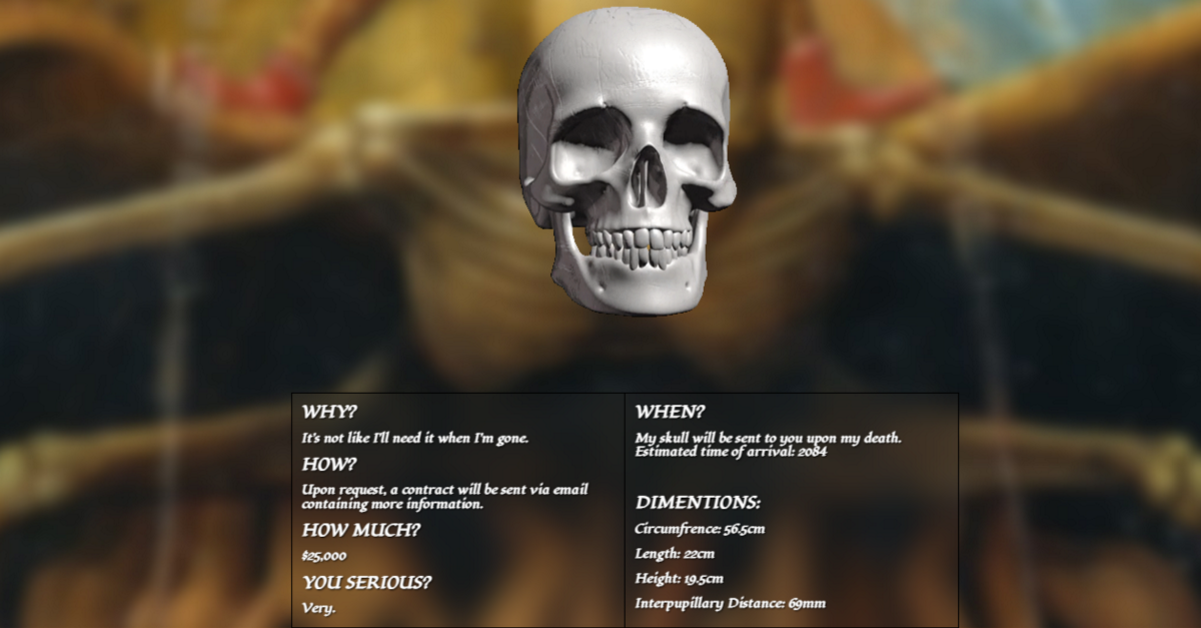 WHY?
It's not like I'll need it when I'm gone.
HOW?
Upon request, a contract will be sent via email
containing more information.
HOW MUCH?
$25,000
YOU SERIOUS?
Very.
WHEN?
My skull will be sent to you upon my death.
Estimated time of arrival: 2084
DIMENTIONS:
Circumfrence: 56.5cm
Length: 22cm
Height: 19.5cm
Interpupillary Distance: 69mm